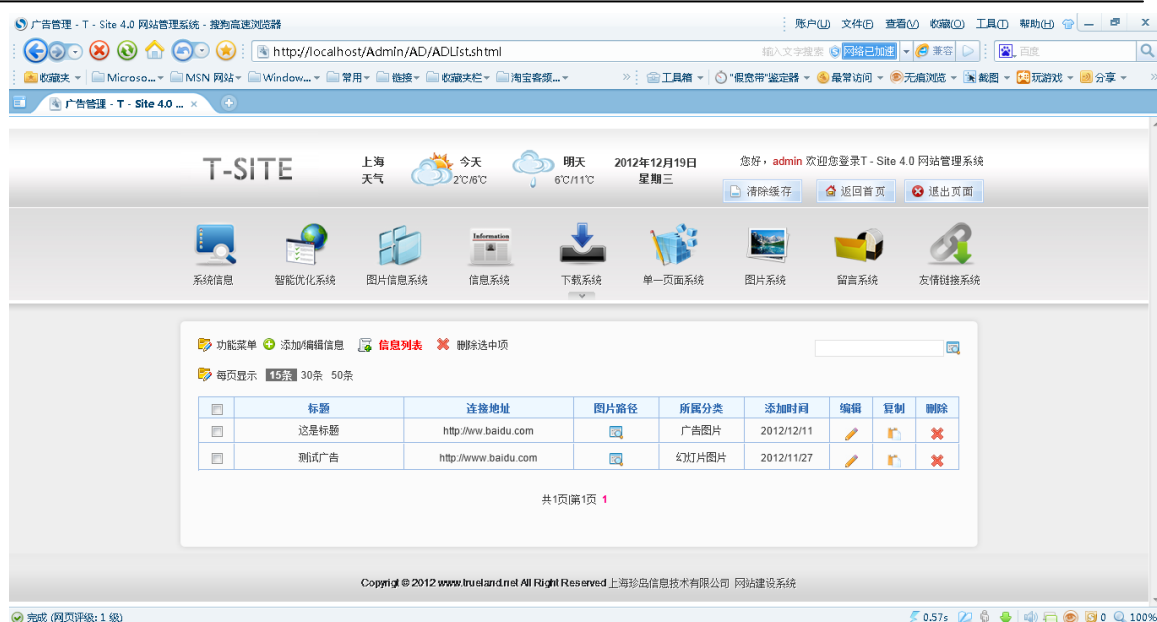 广告管理 - T - Site 4.0 网站管理系统 - 搜狗高速浏览器 账户(U) 文件(F) 查看(V) 收藏(O) 工具(T) 帮助(H)
http://localhost/Admin/AD/ADList.shtml 输入文字搜索 网络已加速 兼容 百度
收藏夹 Microso... MSN 网站 Window... 常用 链接 收藏夹栏 淘宝客频... » 工具箱 "假宽带"鉴定器 最常访问 无痕浏览 截图 玩游戏 分享 »
广告管理 - T - Site 4.0 ... ×
T-SITE 上海 天气 今天 2℃/6℃ 明天 6℃/11℃ 2012年12月19日 星期三 您好，admin 欢迎您登录T - Site 4.0 网站管理系统
清除缓存 返回首页 退出页面
Information
系统信息 智能优化系统 图片信息系统 信息系统 下载系统 单一页面系统 图片系统 留言系统 友情链接系统
功能菜单 添加/编辑信息 信息列表 删除选中项
每页显示 15条 30条 50条
标题 连接地址 图片路径 所属分类 添加时间 编辑 复制 删除
这是标题 http://ww.baidu.com 广告图片 2012/12/11
测试广告 http://www.baidu.com 幻灯片图片 2012/11/27
共1页|第1页 1
Copyrigt © 2012 www.trueland.net All Right Reserved 上海珍岛信息技术有限公司 网站建设系统
完成 (网页评级: 1 级) 0.57s 0 100%